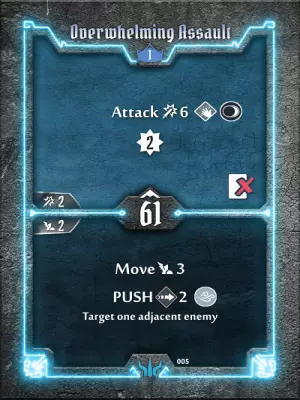 Overwhelming Assault
1
Attack 6
2
2
61
2
Move 3
PUSH 2
Target one adjacent enemy
005